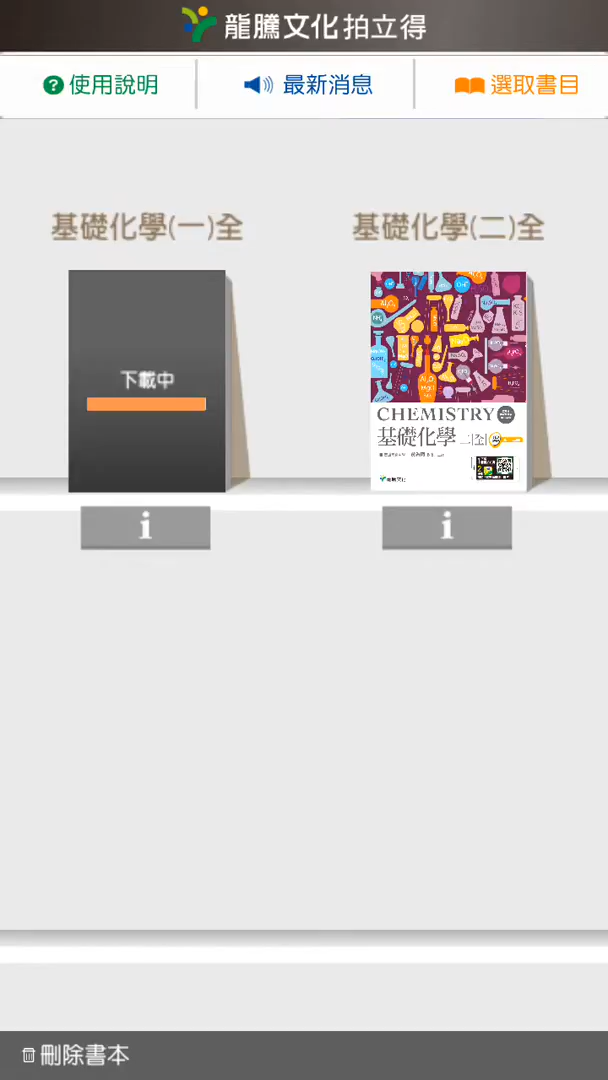 龍騰文化拍立得
使用說明
最新消息
選取書目
基礎化學(一)全
基礎化學(二)全
下載中
CHEMISTRY
基礎化學 二[全]
龍騰文化
i
i
刪除書本